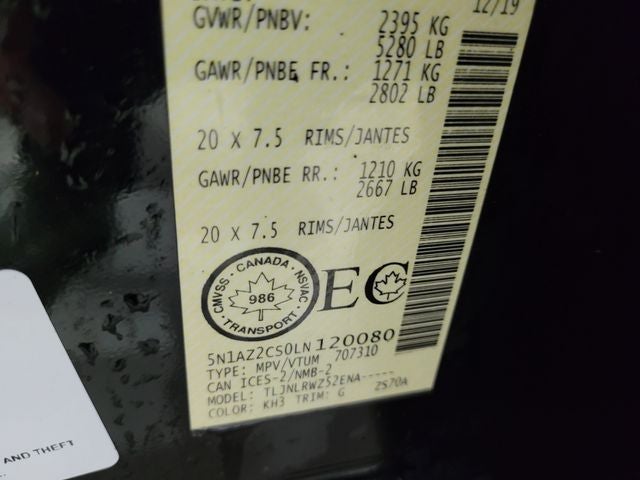 12/19
GVWR/PNBV: 2395 KG
5280 LB
GAWR/PNBE FR.: 1271 KG
2802 LB
20 X 7.5 RIMS/JANTES
GAWR/PNBE RR.: 1210 KG
2667 LB
20 X 7.5 RIMS/JANTES
CMVSS · CANADA · NSVAC · TRANSPORT ·
986
EC
5N1AZ2CS0LN120080
TYPE: MPV/VTUM 707310
CAN ICES-2/NMB-2
MODEL: TLJNLRWZ52ENA-----
COLOR: KH3 TRIM: G 2S70A
AND THEFT